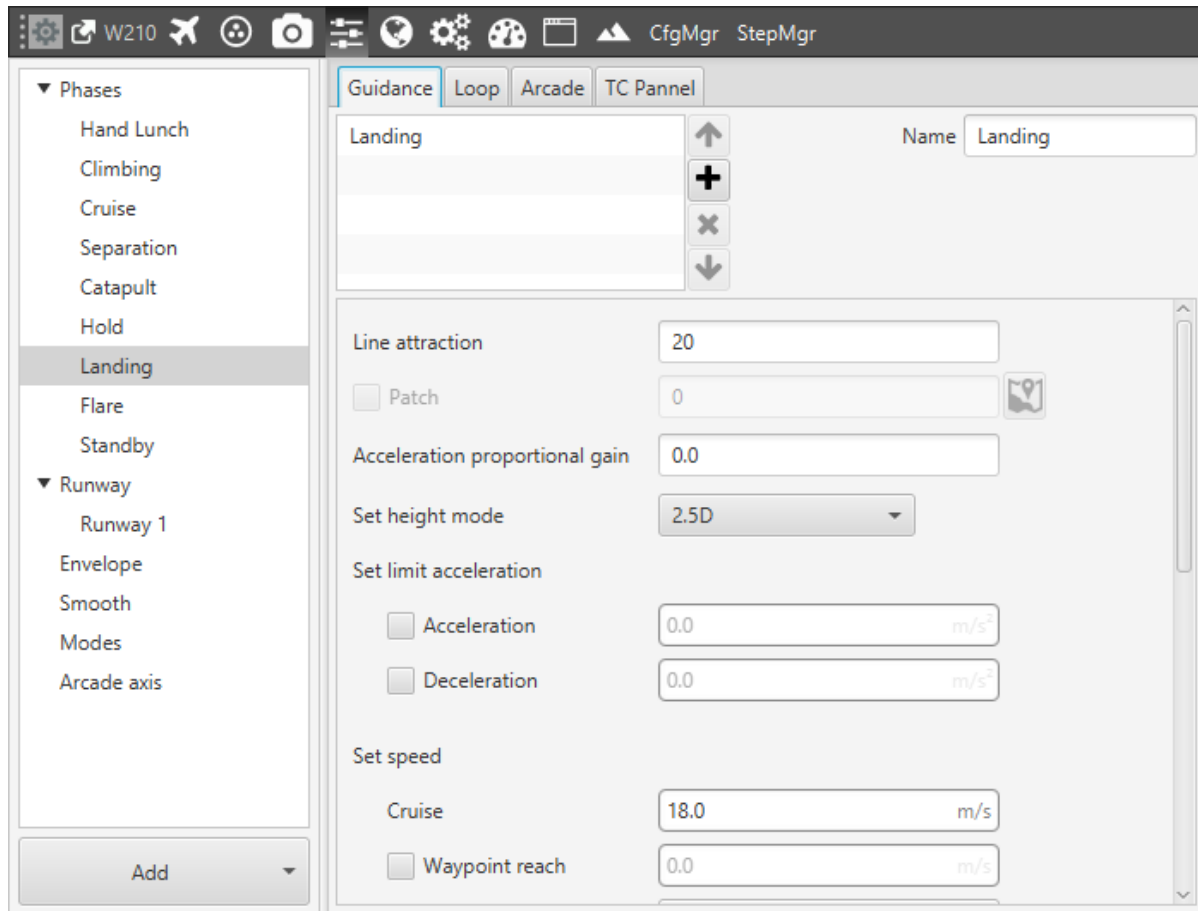 W210 CfgMgr StepMgr
Phases
Hand Lunch
Climbing
Cruise
Separation
Catapult
Hold
Landing
Flare
Standby
Runway
Runway 1
Envelope
Smooth
Modes
Arcade axis
Add
Guidance Loop Arcade TC Pannel
Landing
Name Landing
Line attraction 20
Patch 0
Acceleration proportional gain 0.0
Set height mode 2.5D
Set limit acceleration
Acceleration 0.0 m/s²
Deceleration 0.0 m/s²
Set speed
Cruise 18.0 m/s
Waypoint reach 0.0 m/s